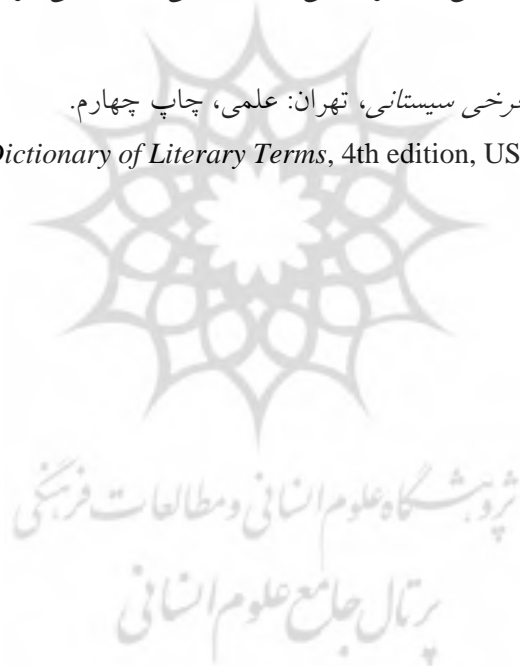 فرخی سیستانی، تهران: علمی، چاپ چهارم.
Dictionary of Literary Terms, 4th edition, US
پژوهشگاه علوم انسانی و مطالعات فرهنگی
پرتال جامع علوم انسانی